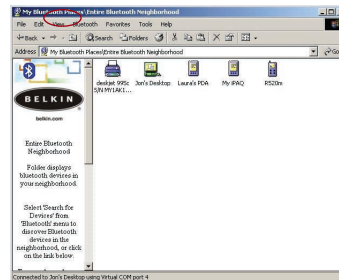 My Bluetooth Places\Entire Bluetooth Neighborhood
File Edit View Bluetooth Favorites Tools Help
Back Search Folders
Address My Bluetooth Places\Entire Bluetooth Neighborhood Go
deskjet 995c S/N MY1AK1...
Jon's Desktop
Laura's PDA
My iPAQ
R520m
BELKIN
belkin.com
Entire Bluetooth
Neighborhood
Folder displays
bluetooth devices in
your neighborhood.
Select 'Search for
Devices' from
'Bluetooth' menu to
discover Bluetooth
devices in the
neighborhood, or click
on the link below.
Connected to Jon's Desktop using Virtual COM port 4